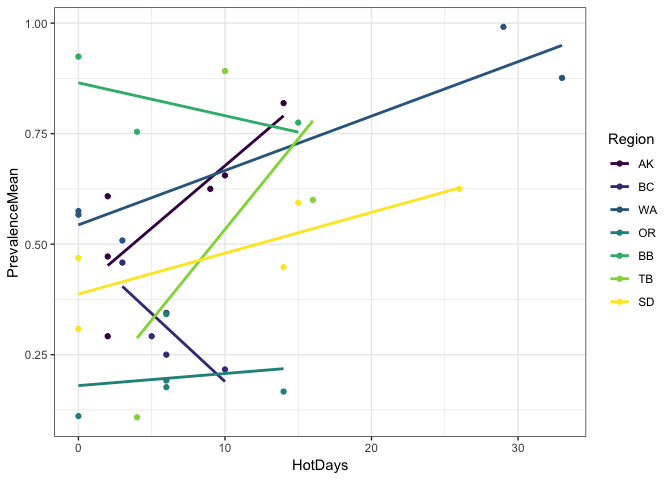 1.00
0.75
0.50
0.25
PrevalenceMean
0
10
20
30
HotDays
Region
AK
BC
WA
OR
BB
TB
SD